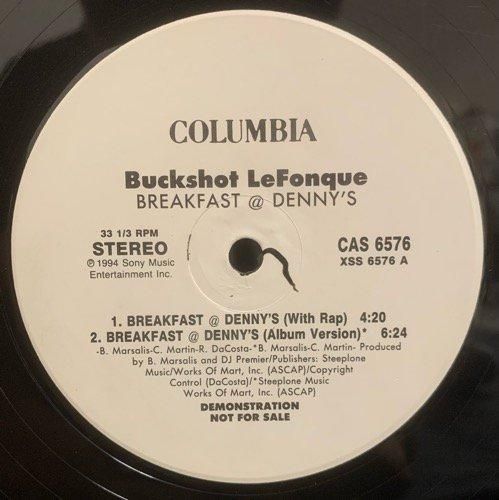 COLUMBIA
Buckshot LeFonque
BREAKFAST @ DENNY'S
33 1/3 RPM
STEREO
℗ 1994 Sony Music
Entertainment Inc.
CAS 6576
XSS 6576 A
1. BREAKFAST @ DENNY'S (With Rap) 4:20
2. BREAKFAST @ DENNY'S (Album Version)* 6:24
-B. Marsalis-C. Martin-R. DaCosta-*B. Marsalis-C. Martin- Produced
by B. Marsalis and DJ Premier/Publishers: Steeplone
Music/Works Of Mart, Inc. (ASCAP)/Copyright
Control (DaCosta)/*Steeplone Music
Works Of Mart, Inc. (ASCAP)
DEMONSTRATION
NOT FOR SALE